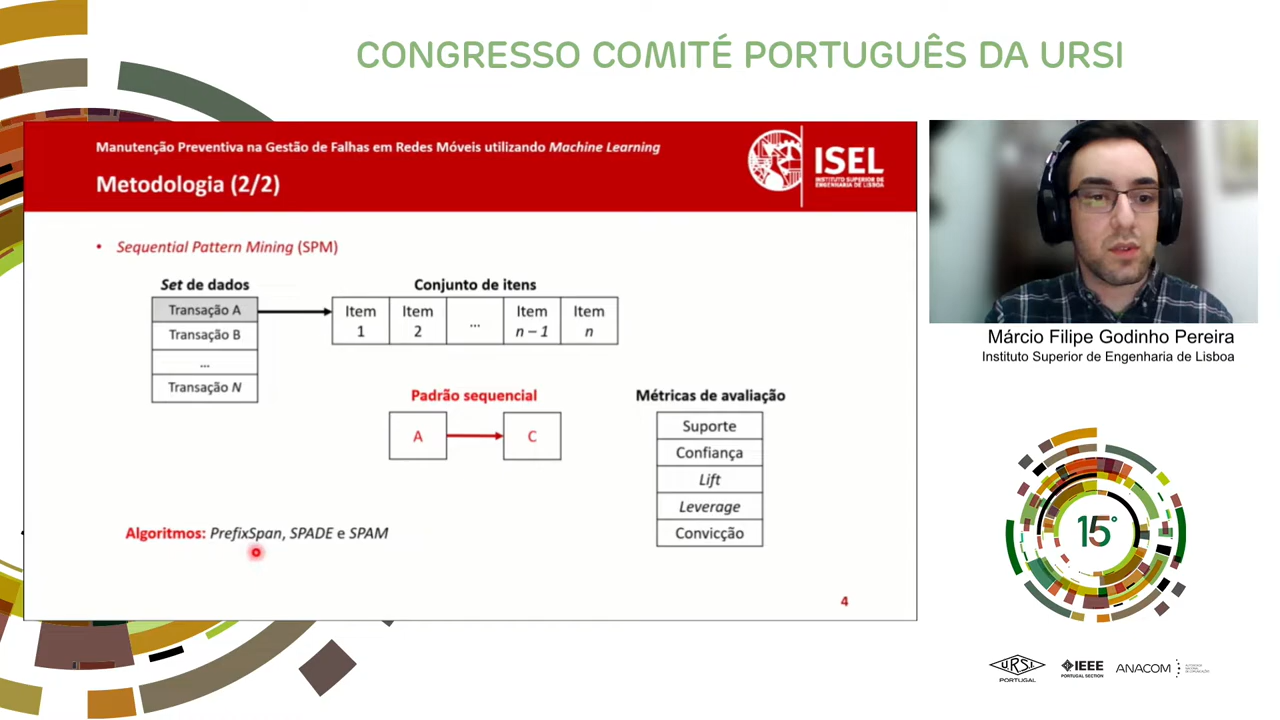 CONGRESSO COMITÉ PORTUGUÊS DA URSI
Manutenção Preventiva na Gestão de Falhas em Redes Móveis utilizando Machine Learning
Metodologia (2/2)
ISEL
INSTITUTO SUPERIOR DE
ENGENHARIA DE LISBOA
• Sequential Pattern Mining (SPM)
Set de dados
Transação A
Transação B
...
Transação N
Conjunto de itens
Item 1
Item 2
...
Item n – 1
Item n
Padrão sequencial
A
C
Métricas de avaliação
Suporte
Confiança
Lift
Leverage
Convicção
Algoritmos: PrefixSpan, SPADE e SPAM
4
Márcio Filipe Godinho Pereira
Instituto Superior de Engenharia de Lisboa
15°
URSI
PORTUGAL
IEEE
PORTUGAL SECTION
ANACOM